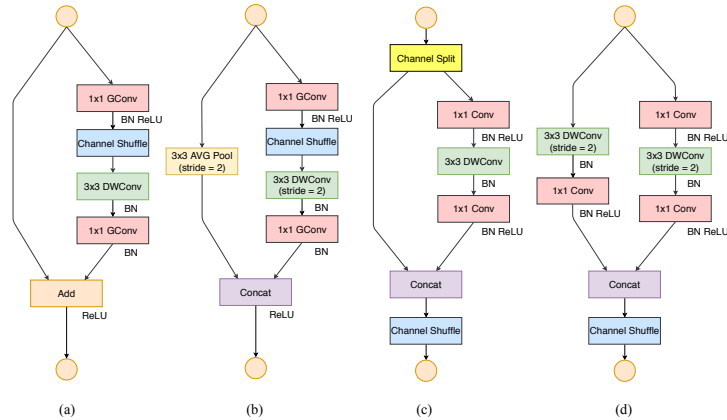 1x1 GConv
BN ReLU
Channel Shuffle
3x3 DWConv
BN
1x1 GConv
BN
Add
ReLU
(a)
3x3 AVG Pool
(stride = 2)
1x1 GConv
BN ReLU
Channel Shuffle
3x3 DWConv
(stride = 2)
BN
1x1 GConv
BN
Concat
ReLU
(b)
Channel Split
1x1 Conv
BN ReLU
3x3 DWConv
BN
1x1 Conv
BN ReLU
Concat
Channel Shuffle
(c)
3x3 DWConv
(stride = 2)
BN
1x1 Conv
BN ReLU
1x1 Conv
BN ReLU
3x3 DWConv
(stride = 2)
BN
1x1 Conv
BN ReLU
Concat
Channel Shuffle
(d)